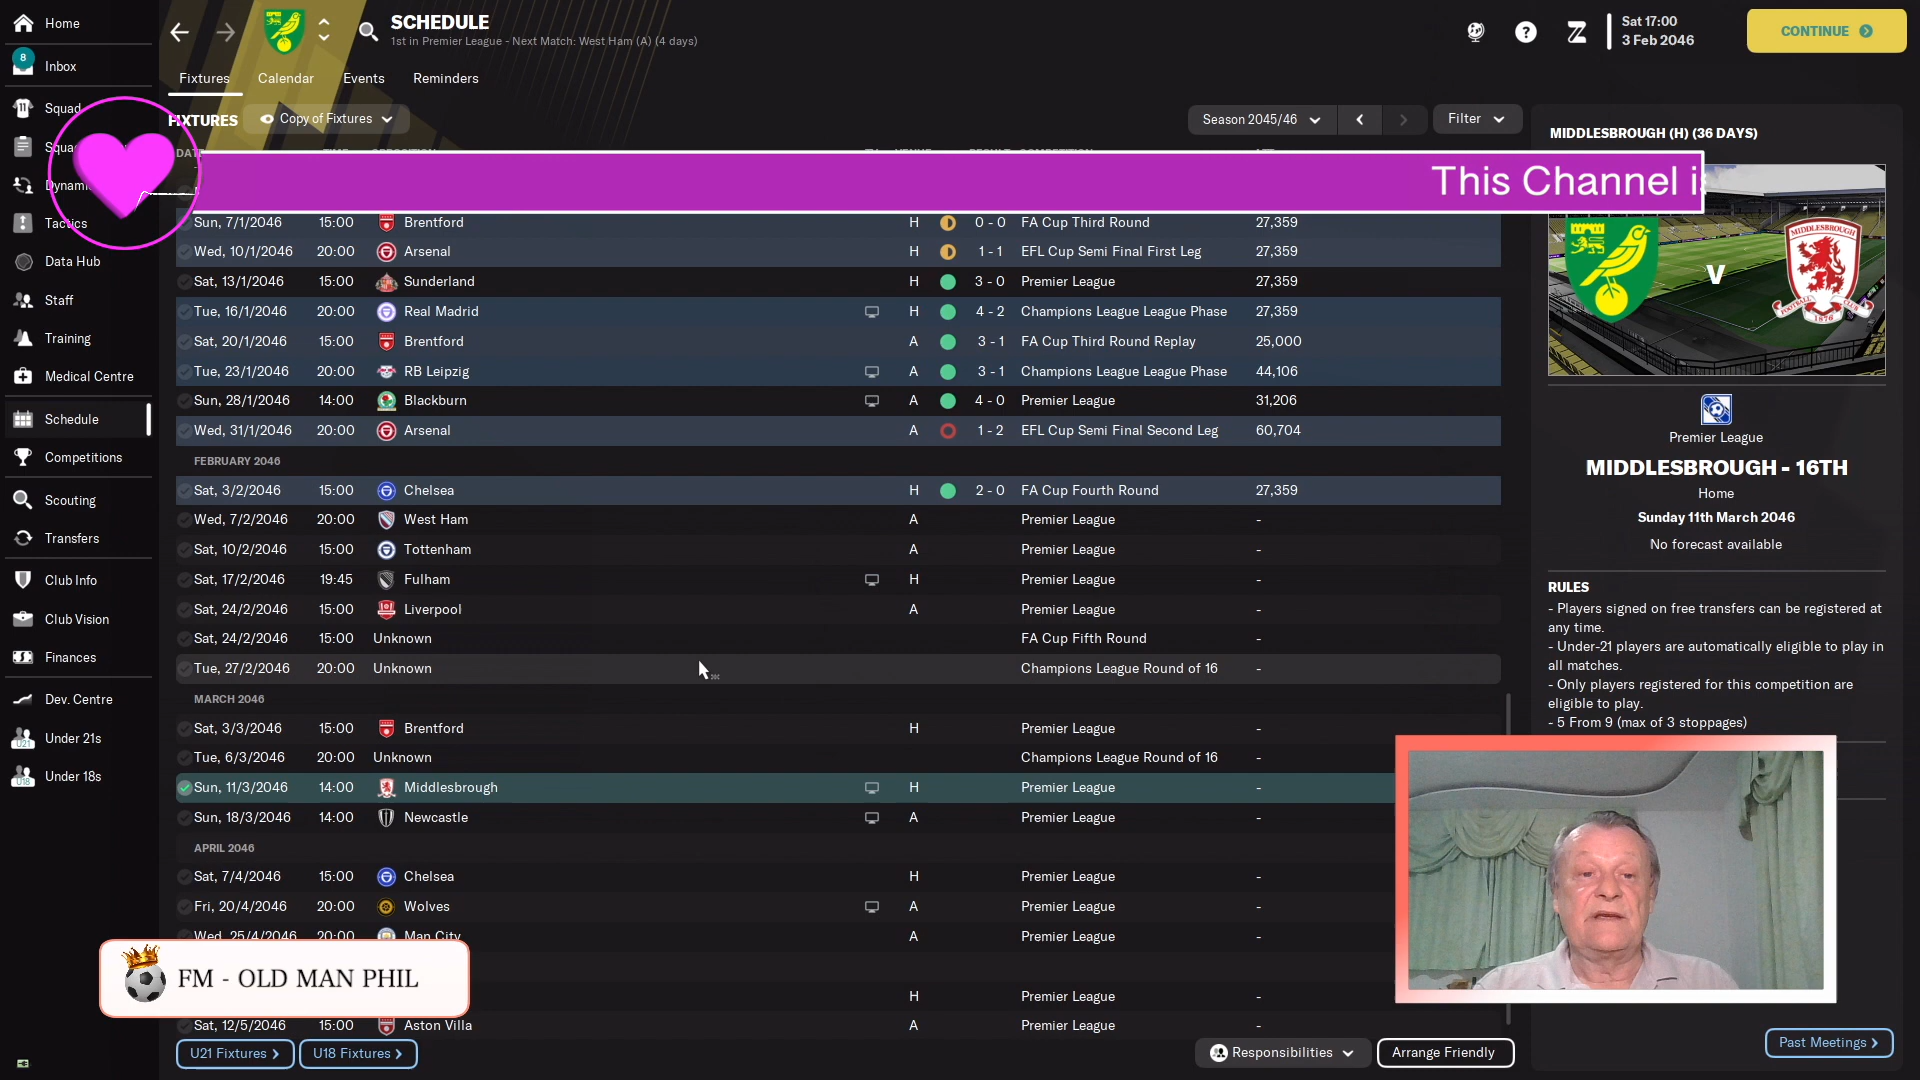 Home
SCHEDULE
1st in Premier League - Next Match: West Ham (A) (4 days)
Sat 17:00
3 Feb 2046
CONTINUE
8
Inbox
Fixtures Calendar Events Reminders
Squad
FIXTURES Copy of Fixtures
Season 2045/46 Filter
MIDDLESBROUGH (H) (36 DAYS)
This Channel is
Tactics
Sun, 7/1/2046 15:00 Brentford H 0 - 0 FA Cup Third Round 27,359
Wed, 10/1/2046 20:00 Arsenal H 1 - 1 EFL Cup Semi Final First Leg 27,359
Data Hub
Sat, 13/1/2046 15:00 Sunderland H 3 - 0 Premier League 27,359
Staff
Tue, 16/1/2046 20:00 Real Madrid H 4 - 2 Champions League League Phase 27,359
V
MIDDLESBROUGH
FOOTBALL CLUB
1876
Training
Sat, 20/1/2046 15:00 Brentford A 3 - 1 FA Cup Third Round Replay 25,000
Medical Centre
Tue, 23/1/2046 20:00 RB Leipzig A 3 - 1 Champions League League Phase 44,106
Sun, 28/1/2046 14:00 Blackburn A 4 - 0 Premier League 31,206
Schedule
Wed, 31/1/2046 20:00 Arsenal A 1 - 2 EFL Cup Semi Final Second Leg 60,704
Competitions
FEBRUARY 2046
Scouting
Sat, 3/2/2046 15:00 Chelsea H 2 - 0 FA Cup Fourth Round 27,359
Wed, 7/2/2046 20:00 West Ham A Premier League -
Transfers
Sat, 10/2/2046 15:00 Tottenham A Premier League -
Club Info
Sat, 17/2/2046 19:45 Fulham H Premier League -
Club Vision
Sat, 24/2/2046 15:00 Liverpool A Premier League -
Sat, 24/2/2046 15:00 Unknown FA Cup Fifth Round -
Finances
Tue, 27/2/2046 20:00 Unknown Champions League Round of 16 -
Dev. Centre
MARCH 2046
Under 21s
U21
Sat, 3/3/2046 15:00 Brentford H Premier League -
Tue, 6/3/2046 20:00 Unknown Champions League Round of 16 -
Under 18s
U18
Sun, 11/3/2046 14:00 Middlesbrough H Premier League -
Sun, 18/3/2046 14:00 Newcastle A Premier League -
APRIL 2046
Sat, 7/4/2046 15:00 Chelsea H Premier League -
Fri, 20/4/2046 20:00 Wolves A Premier League -
Wed, 25/4/2046 20:00 Man City A Premier League -
FM - OLD MAN PHIL
H Premier League -
Sat, 12/5/2046 15:00 Aston Villa A Premier League -
U21 Fixtures U18 Fixtures
Responsibilities Arrange Friendly
Premier League
MIDDLESBROUGH - 16TH
Home
Sunday 11th March 2046
No forecast available
RULES
- Players signed on free transfers can be registered at
any time.
- Under-21 players are automatically eligible to play in
all matches.
- Only players registered for this competition are
eligible to play.
- 5 From 9 (max of 3 stoppages)
Past Meetings